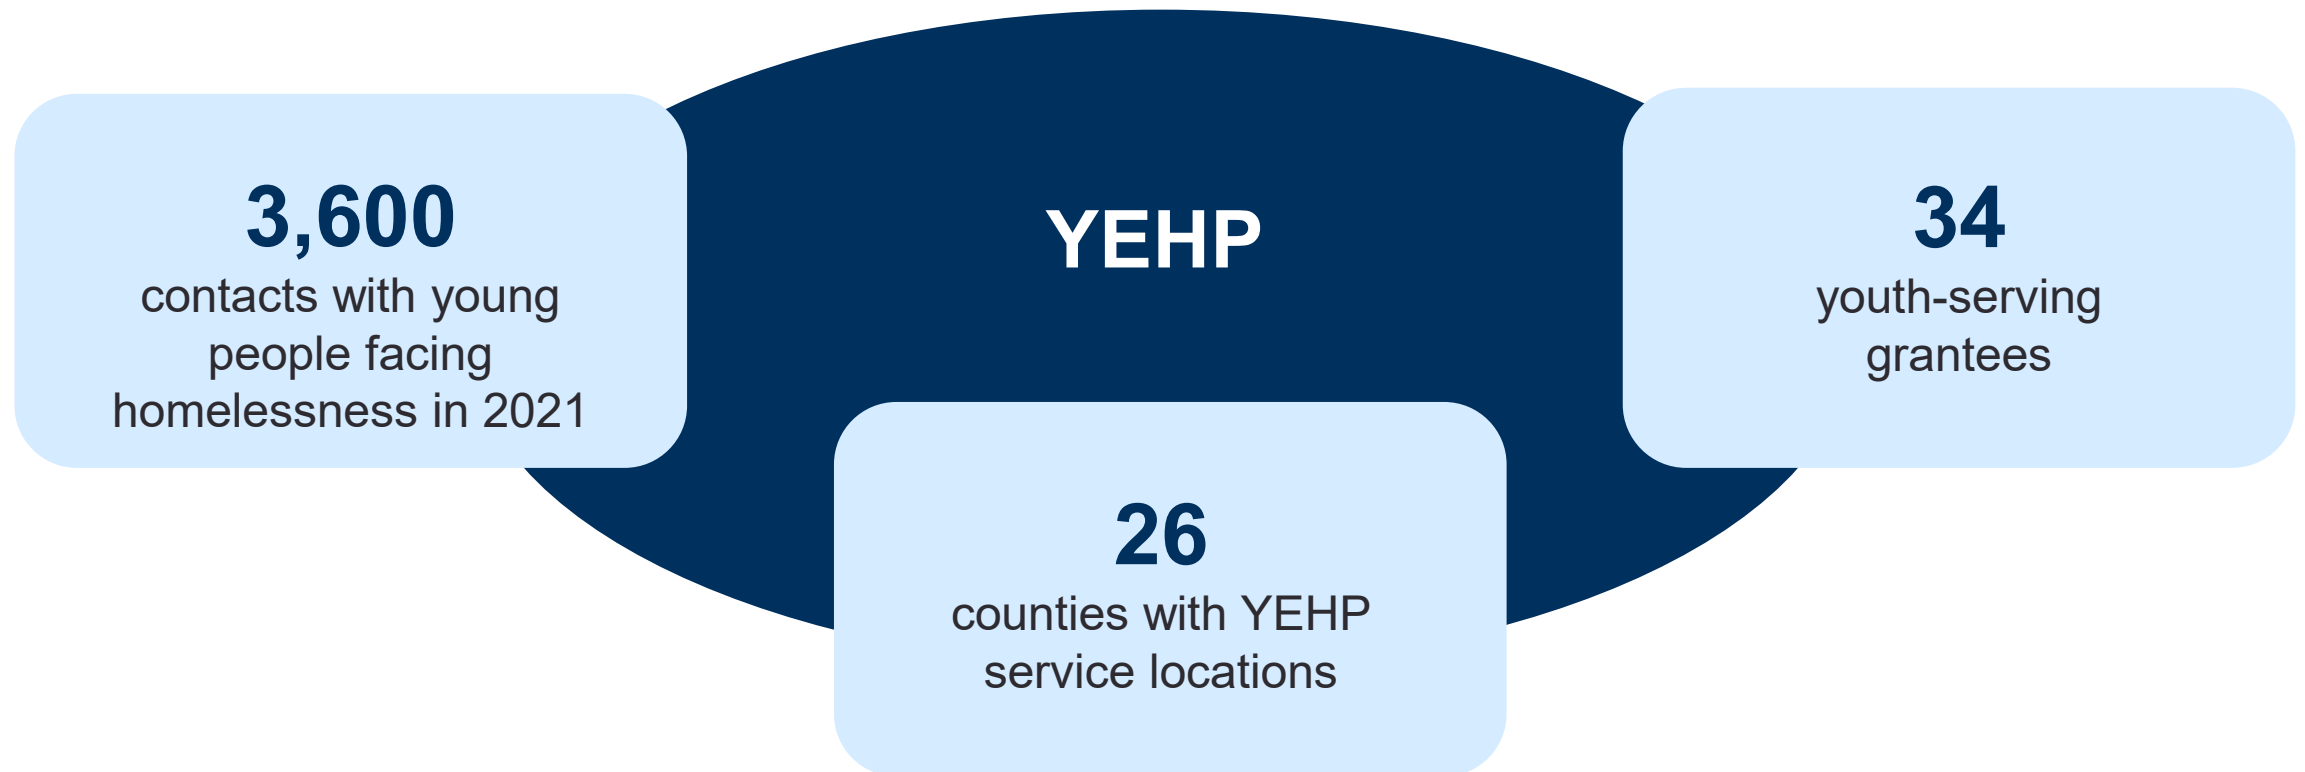 YEHP
3,600
contacts with young
people facing
homelessness in 2021
26
counties with YEHP
service locations
34
youth-serving
grantees